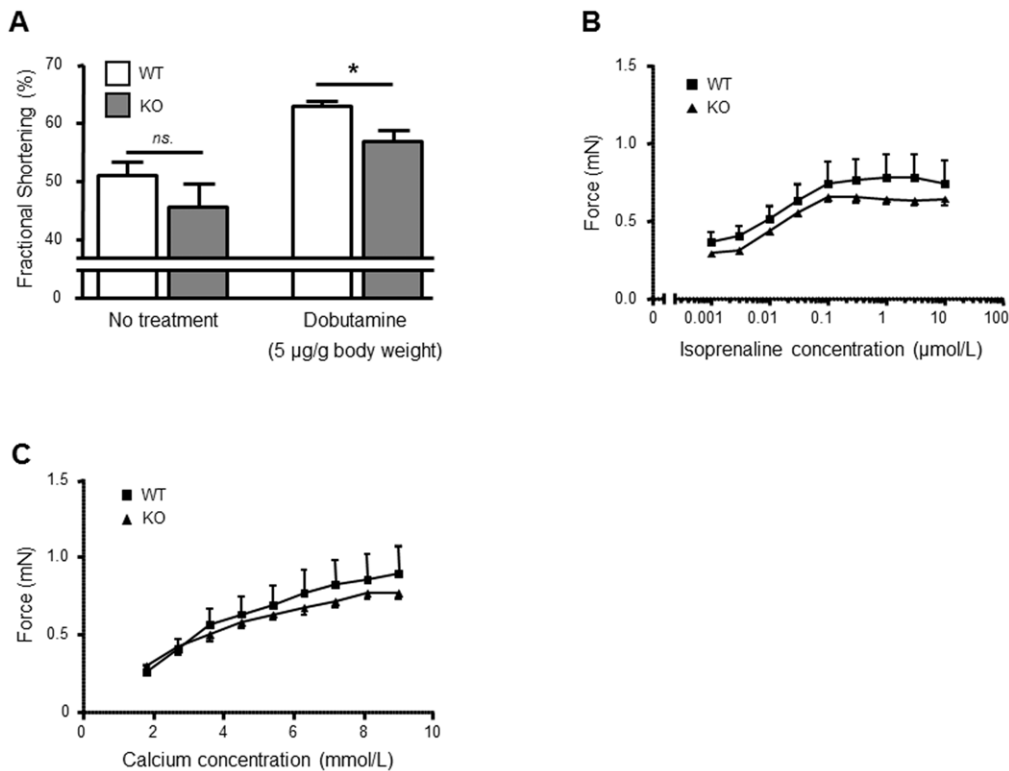 A
Fractional Shortening (%)
70
60
50
40
0
WT
KO
ns.
*
No treatment
Dobutamine
(5 µg/g body weight)
B
Force (mN)
1.5
1.0
0.5
0.0
WT
KO
0 0.001 0.01 0.1 1 10 100
Isoprenaline concentration (µmol/L)
C
Force (mN)
1.5
1.0
0.5
0
WT
KO
0 2 4 6 8 10
Calcium concentration (mmol/L)